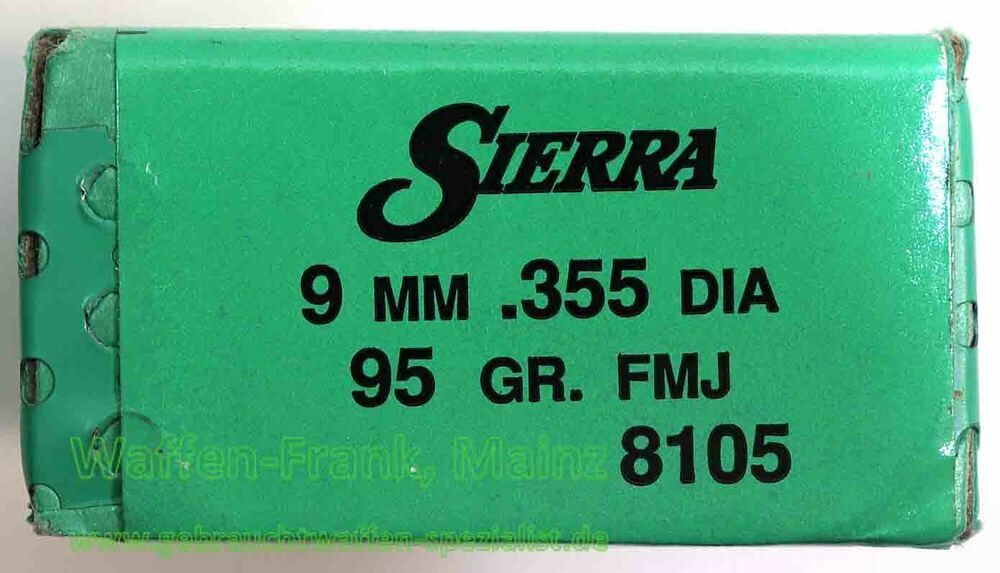 SIERRA
9 MM .355 DIA
95 GR. FMJ
8105
Waffen-Frank, Mainz
www.gebrauchtwaffen-spezialist.de